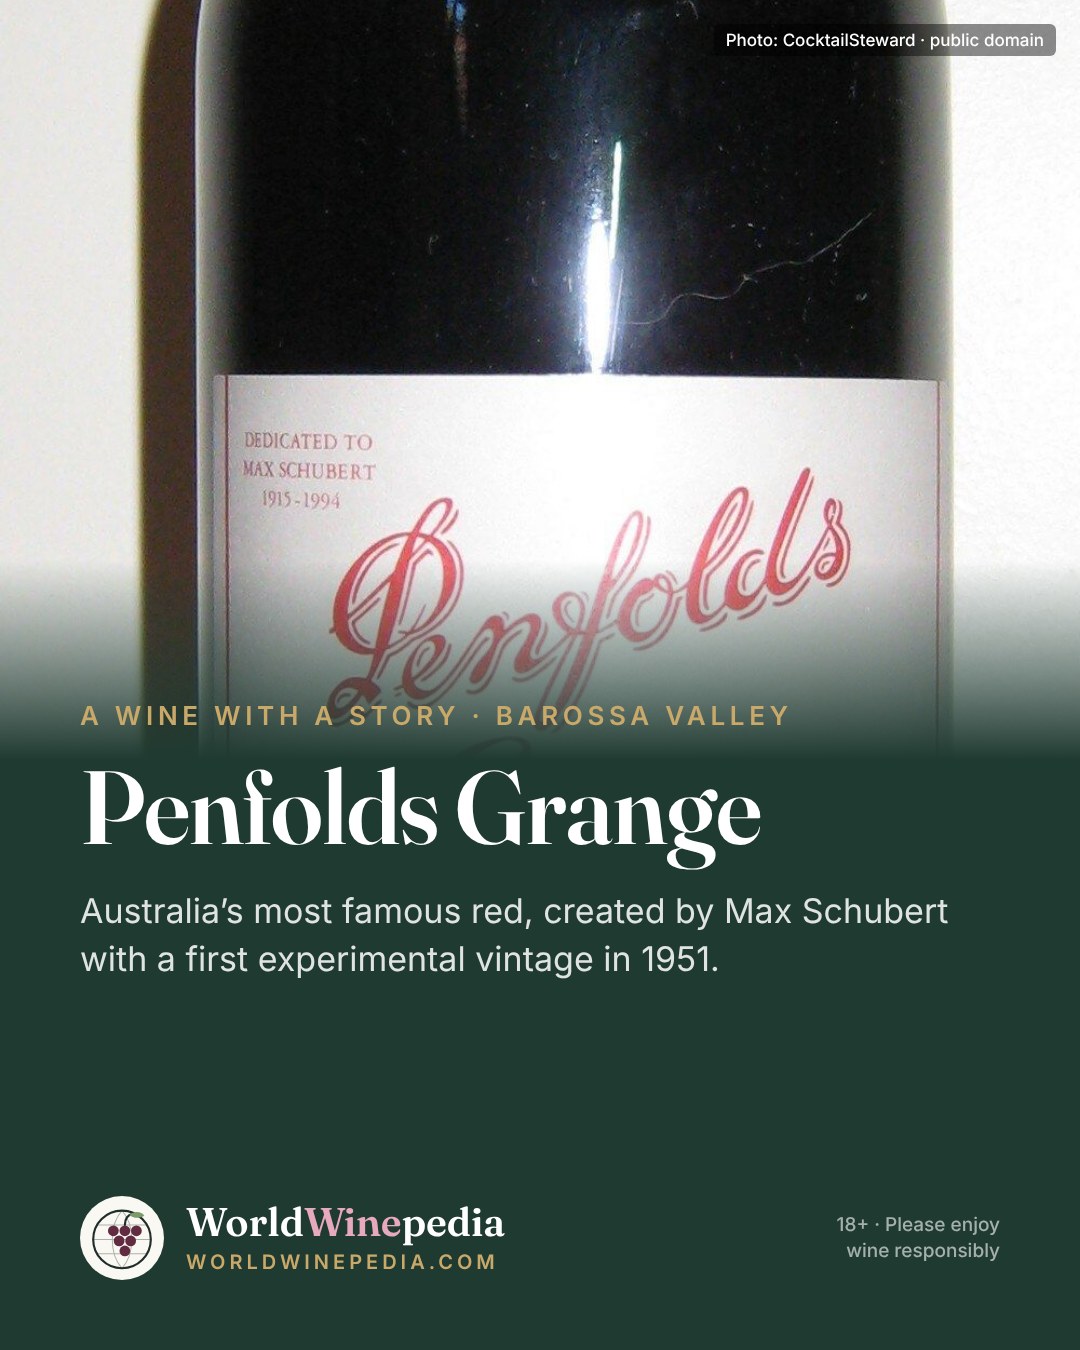 Photo: CocktailSteward · public domain
DEDICATED TO
MAX SCHUBERT
1915-1994
Penfolds
A WINE WITH A STORY · BAROSSA VALLEY
Penfolds Grange
Australia’s most famous red, created by Max Schubert
with a first experimental vintage in 1951.
WorldWinepedia
WORLDWINEPEDIA.COM
18+ · Please enjoy
wine responsibly